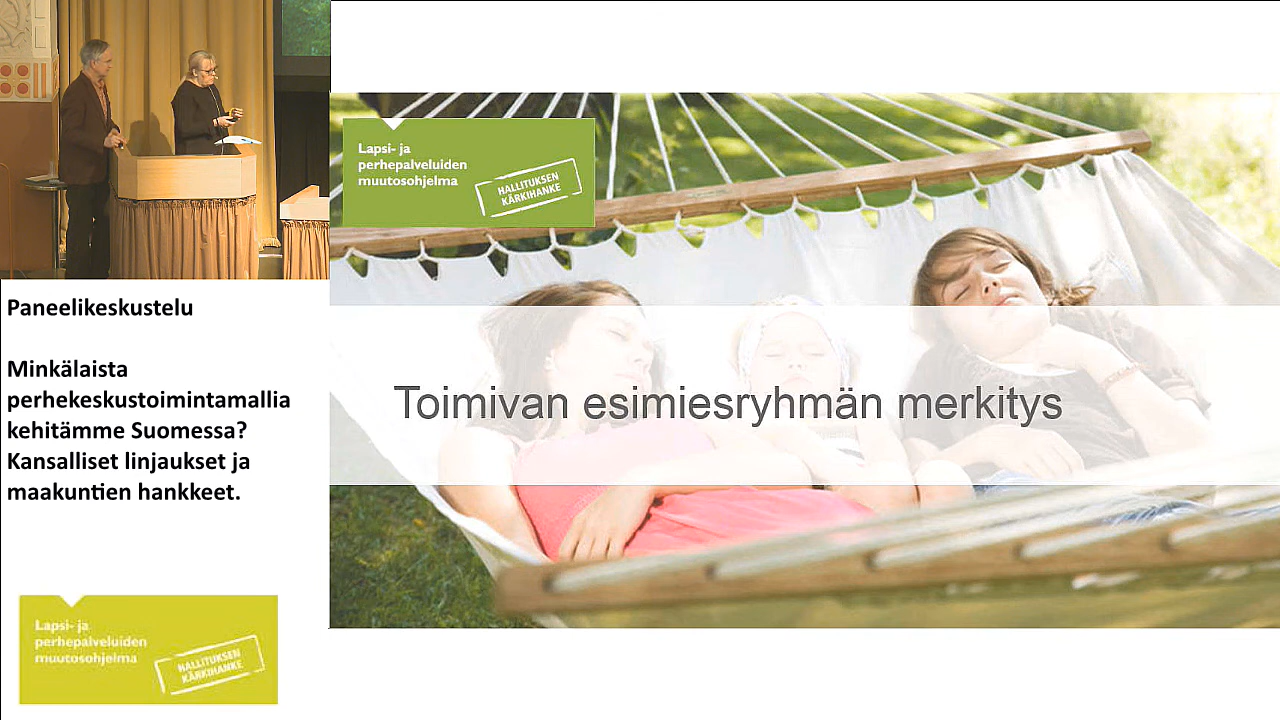 Paneelikeskustelu
Minkälaista
perhekeskustoimintamallia
kehitämme Suomessa?
Kansalliset linjaukset ja
maakuntien hankkeet.
Lapsi- ja
perhepalveluiden
muutosohjelma
HALLITUKSEN
KÄRKIHANKE
Lapsi- ja
perhepalveluiden
muutosohjelma
HALLITUKSEN
KÄRKIHANKE
Toimivan esimiesryhmän merkitys